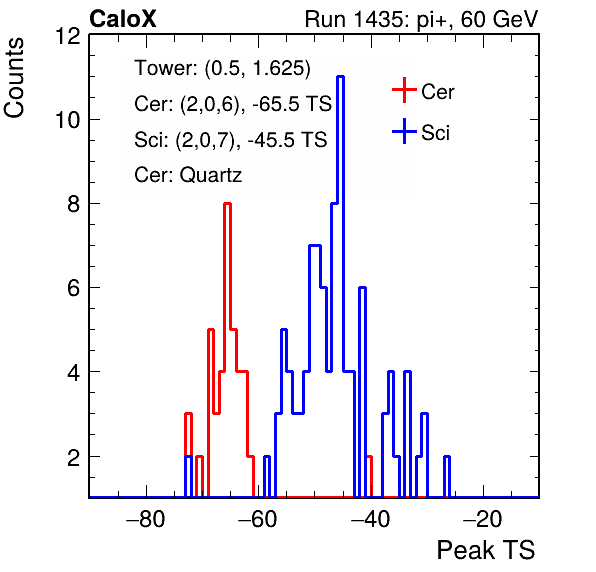 CaloX
Run 1435: pi+, 60 GeV
Counts
12
10
8
6
4
2
Tower: (0.5, 1.625)
Cer: (2,0,6), -65.5 TS
Sci: (2,0,7), -45.5 TS
Cer: Quartz
Cer
Sci
−80
−60
−40
−20
Peak TS